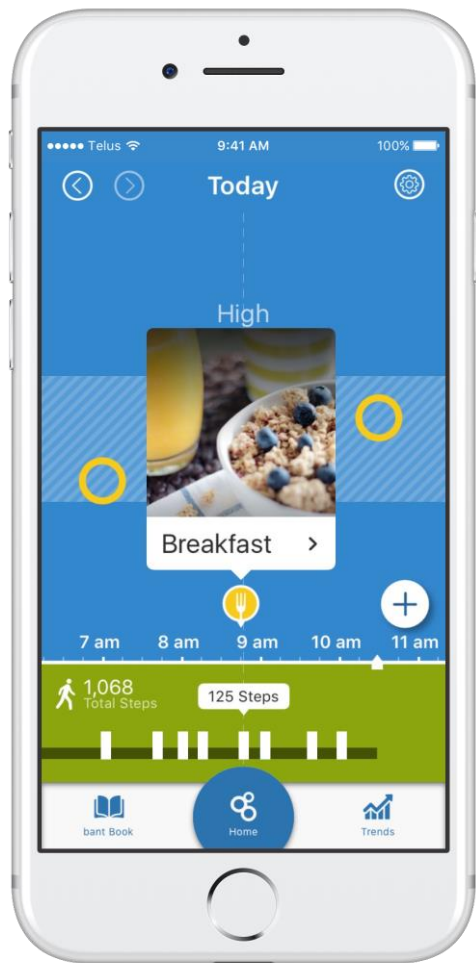 Telus 9:41 AM 100%
Today
High
Breakfast
7 am 8 am 9 am 10 am 11 am
1,068
Total Steps
125 Steps
bant Book Home Trends